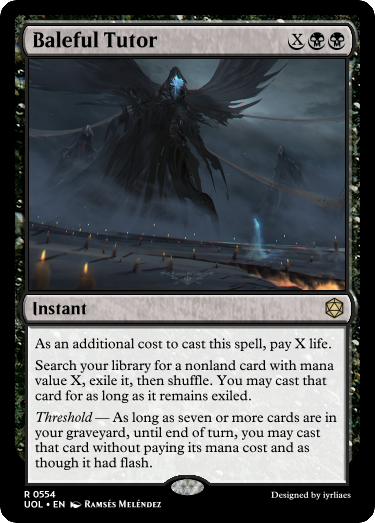 Baleful Tutor X
Instant
As an additional cost to cast this spell, pay X life.
Search your library for a nonland card with mana
value X, exile it, then shuffle. You may cast that
card for as long as it remains exiled.
Threshold — As long as seven or more cards are in
your graveyard, until end of turn, you may cast
that card without paying its mana cost and as
though it had flash.
R 0554
UOL • EN Ramsés Meléndez
Designed by iyrliaes